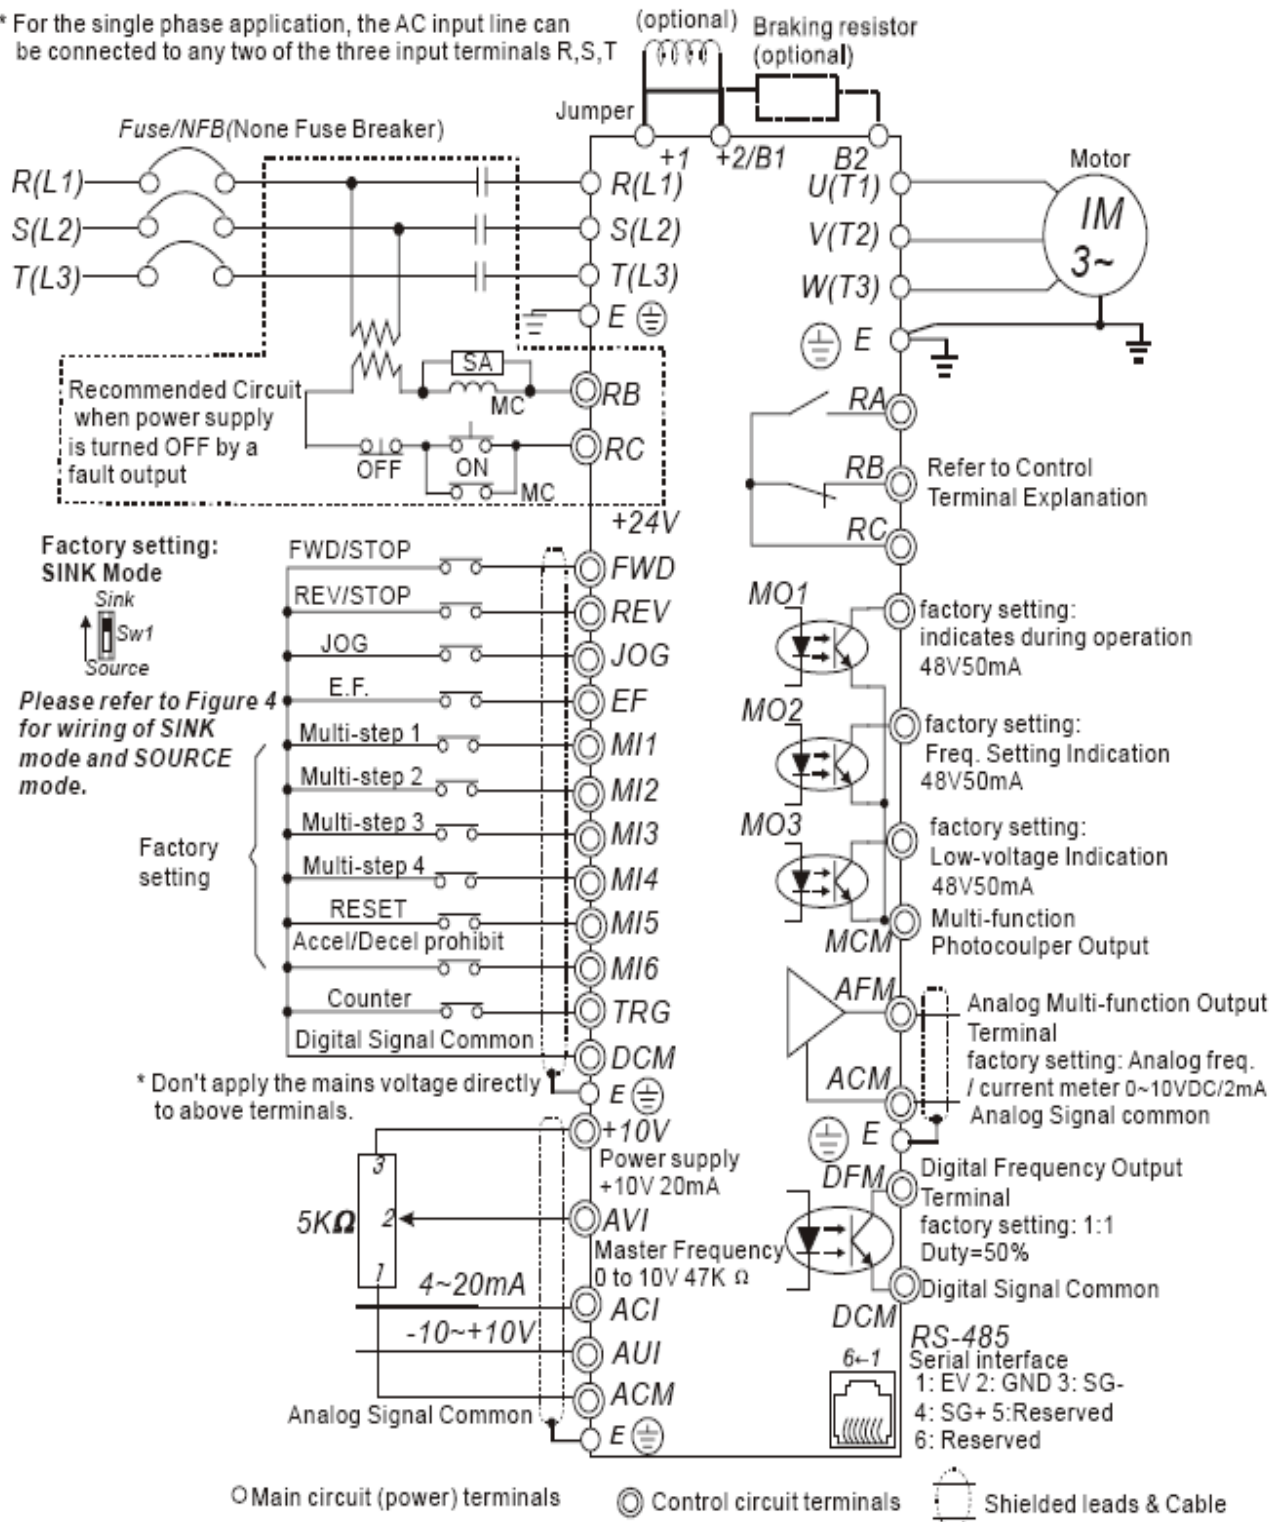 * For the single phase application, the AC input line can
be connected to any two of the three input terminals R,S,T
(optional)
Braking resistor
(optional)
Jumper
Fuse/NFB(None Fuse Breaker)
+1
+2/B1
B2
Motor
R(L1)
R(L1)
U(T1)
IM
3~
S(L2)
S(L2)
V(T2)
T(L3)
T(L3)
W(T3)
E
E
Recommended Circuit
when power supply
is turned OFF by a
fault output
SA
MC
RB
OFF
ON
MC
RC
RA
RB
RC
Refer to Control
Terminal Explanation
+24V
Factory setting:
SINK Mode
Sink
Sw1
Source
Please refer to Figure 4
for wiring of SINK
mode and SOURCE
mode.
Factory
setting
FWD/STOP
FWD
REV/STOP
REV
JOG
JOG
E.F.
EF
Multi-step 1
MI1
Multi-step 2
MI2
Multi-step 3
MI3
Multi-step 4
MI4
RESET
MI5
Accel/Decel prohibit
MI6
Counter
TRG
Digital Signal Common
DCM
* Don't apply the mains voltage directly
to above terminals.
E
MO1
factory setting:
indicates during operation
48V50mA
MO2
factory setting:
Freq. Setting Indication
48V50mA
MO3
factory setting:
Low-voltage Indication
48V50mA
MCM
Multi-function
Photocoulper Output
AFM
Analog Multi-function Output
Terminal
factory setting: Analog freq.
/ current meter 0~10VDC/2mA
ACM
Analog Signal common
E
+10V
Power supply
+10V 20mA
3
5KΩ
2
1
AVI
Master Frequency
0 to 10V 47K Ω
4~20mA
ACI
-10~+10V
AUI
ACM
Analog Signal Common
E
DFM
Digital Frequency Output
Terminal
factory setting: 1:1
Duty=50%
DCM
Digital Signal Common
6←1
RS-485
Serial interface
1: EV 2: GND 3: SG-
4: SG+ 5:Reserved
6: Reserved
Main circuit (power) terminals
Control circuit terminals
Shielded leads & Cable